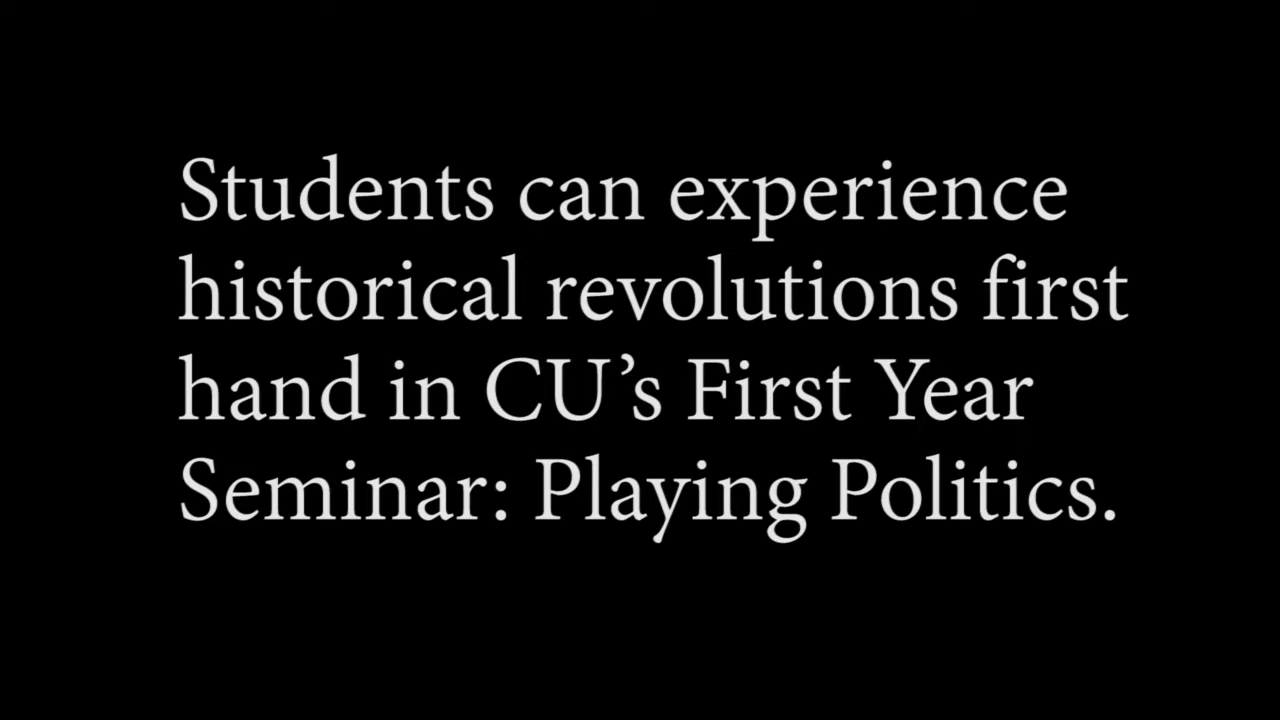 Students can experience
historical revolutions first
hand in CU’s First Year
Seminar: Playing Politics.